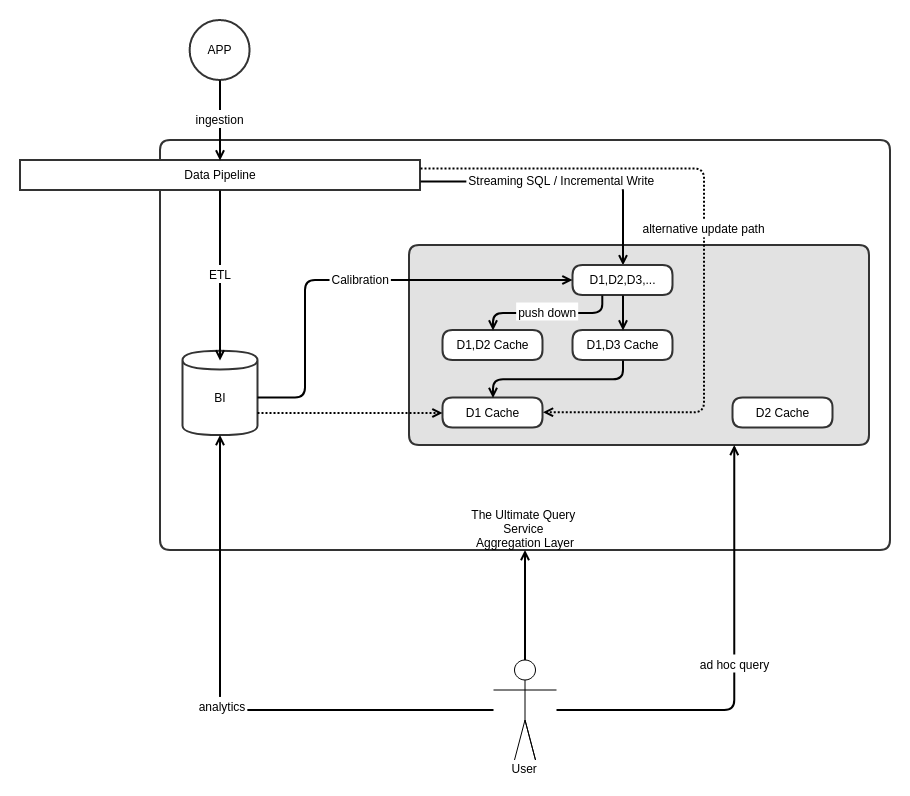 APP
ingestion
Data Pipeline
Streaming SQL / Incremental Write
alternative update path
ETL
Calibration
D1,D2,D3,...
push down
D1,D2 Cache
D1,D3 Cache
BI
D1 Cache
D2 Cache
The Ultimate Query
Service
Aggregation Layer
ad hoc query
analytics
User